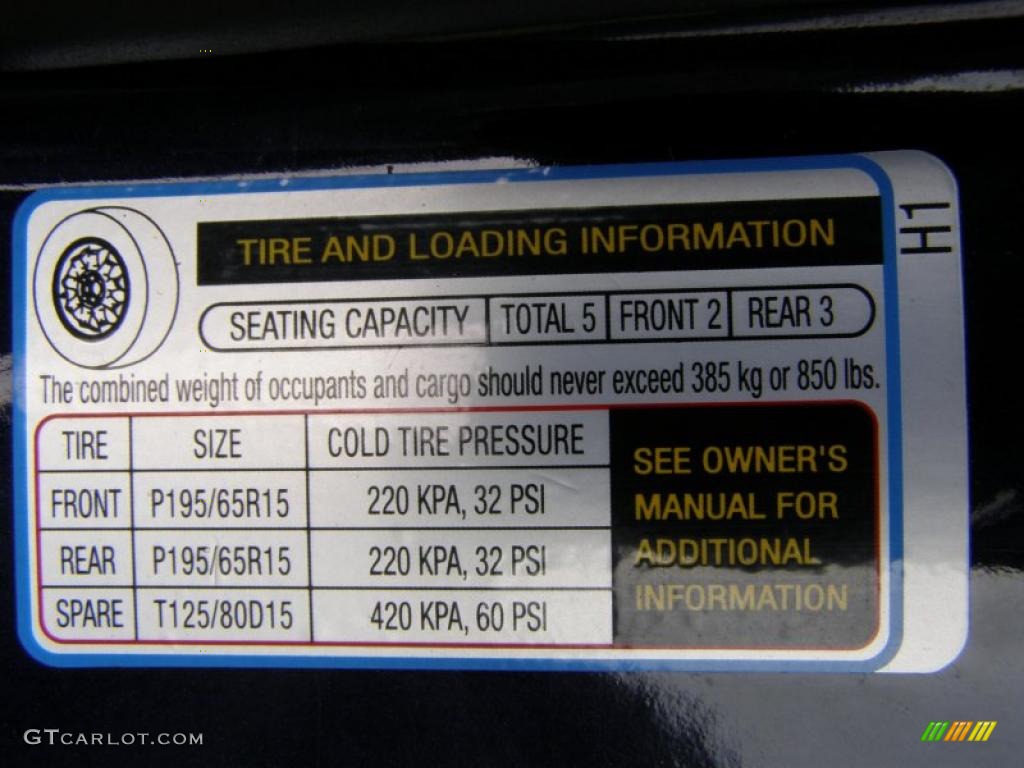 TIRE AND LOADING INFORMATION
H1
SEATING CAPACITY TOTAL 5 FRONT 2 REAR 3
The combined weight of occupants and cargo should never exceed 385 kg or 850 lbs.
TIRE SIZE COLD TIRE PRESSURE
FRONT P195/65R15 220 KPA, 32 PSI
REAR P195/65R15 220 KPA, 32 PSI
SPARE T125/80D15 420 KPA, 60 PSI
SEE OWNER'S
MANUAL FOR
ADDITIONAL
INFORMATION
GTCARLOT.COM